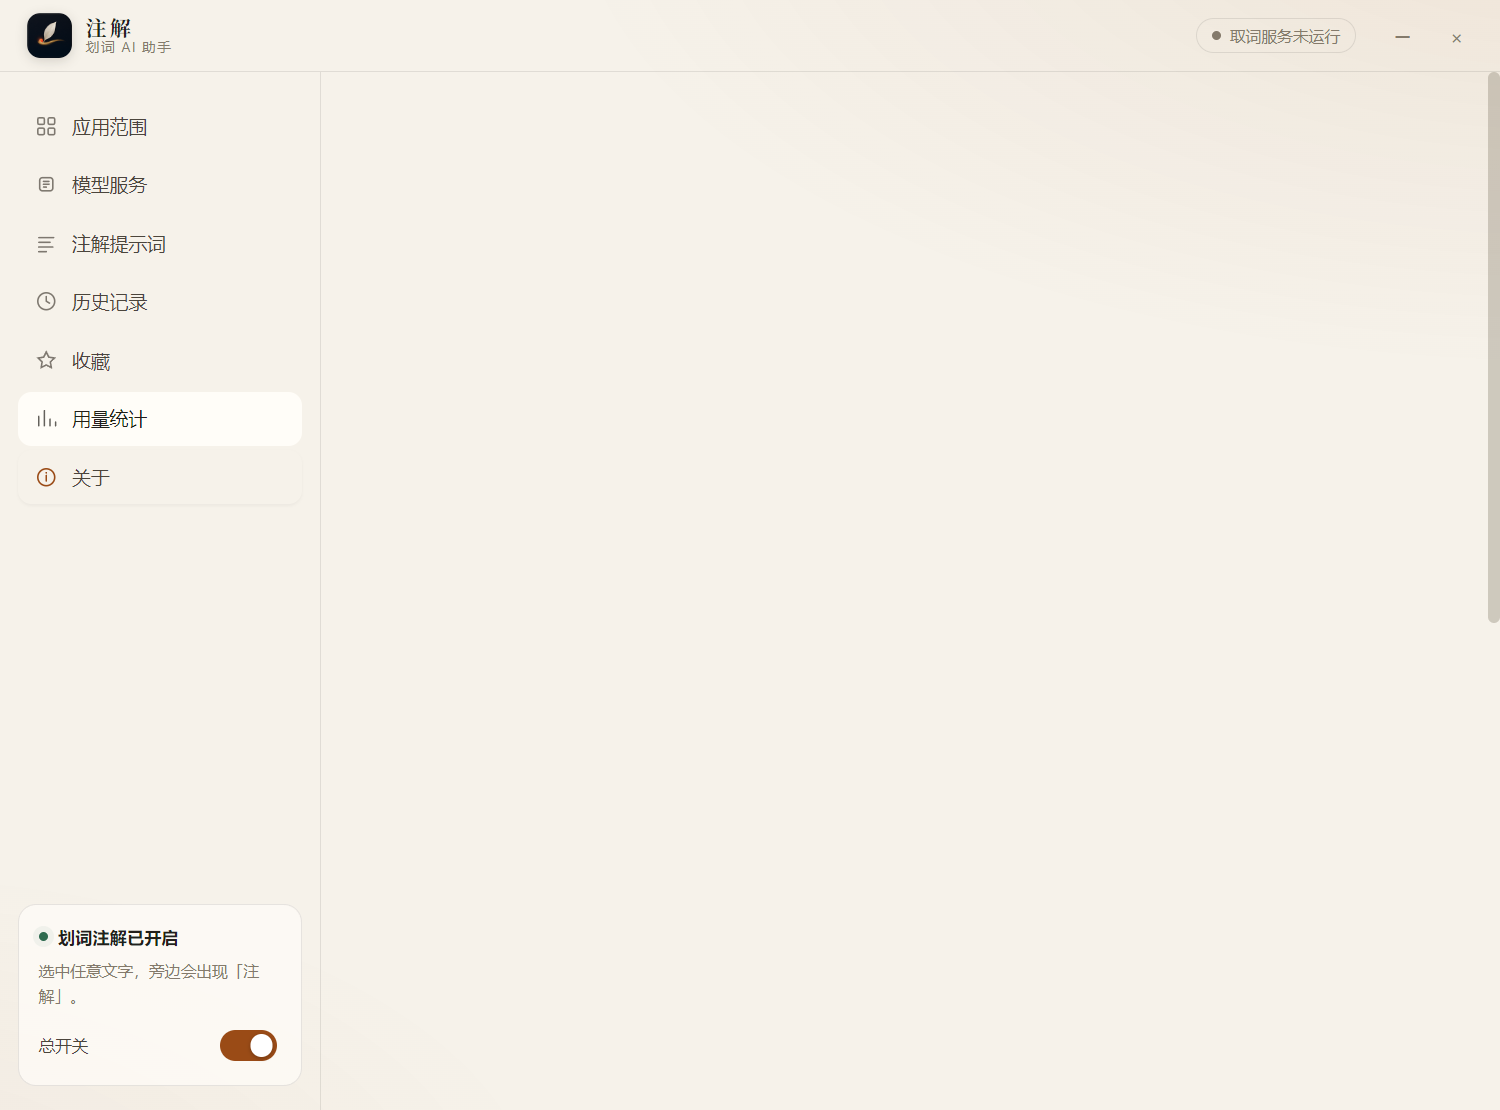 注解
划词 AI 助手
取词服务未运行
应用范围
模型服务
注解提示词
历史记录
收藏
用量统计
关于
划词注解已开启
选中任意文字，旁边会出现「注
解」。
总开关